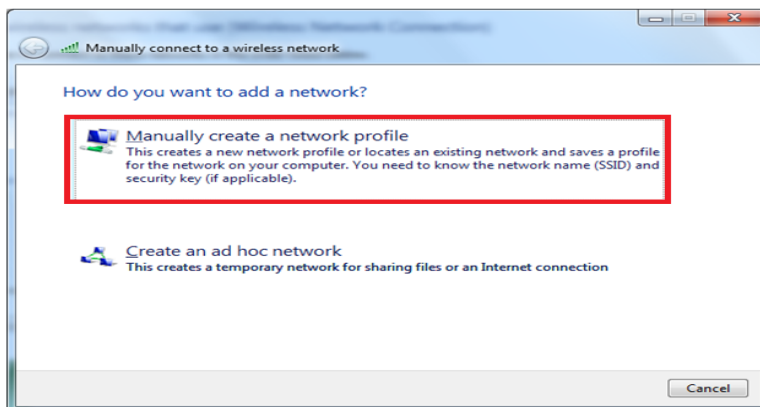 Manually connect to a wireless network
How do you want to add a network?
Manually create a network profile
This creates a new network profile or locates an existing network and saves a profile
for the network on your computer. You need to know the network name (SSID) and
security key (if applicable).
Create an ad hoc network
This creates a temporary network for sharing files or an Internet connection
Cancel